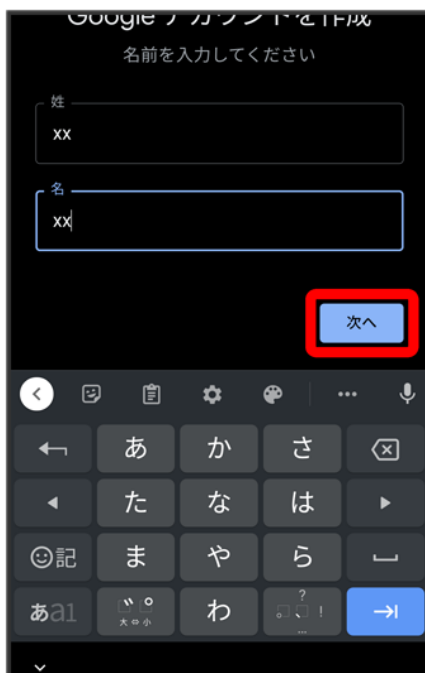 Google アカウントを作成
名前を入力してください
姓
xx
名
xx
次へ
あ か さ
た な は
記 ま や ら
あa1 大⇔小 わ 。、?!…